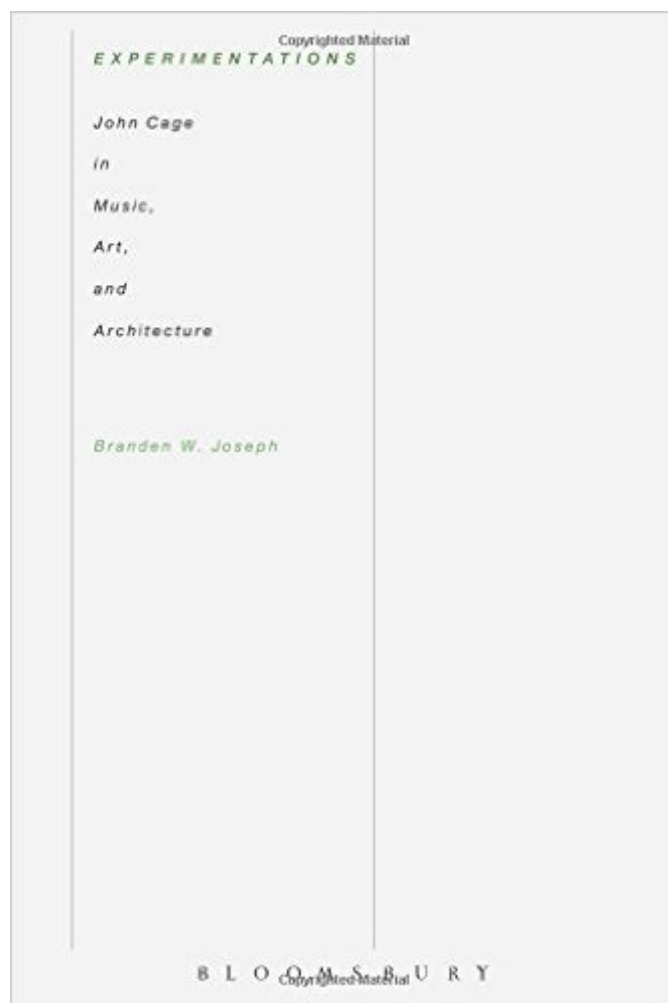 Copyrighted Material
EXPERIMENTATIONS
John Cage
in
Music,
Art,
and
Architecture
Branden W. Joseph
BLOOMSBURY
Copyrighted Material